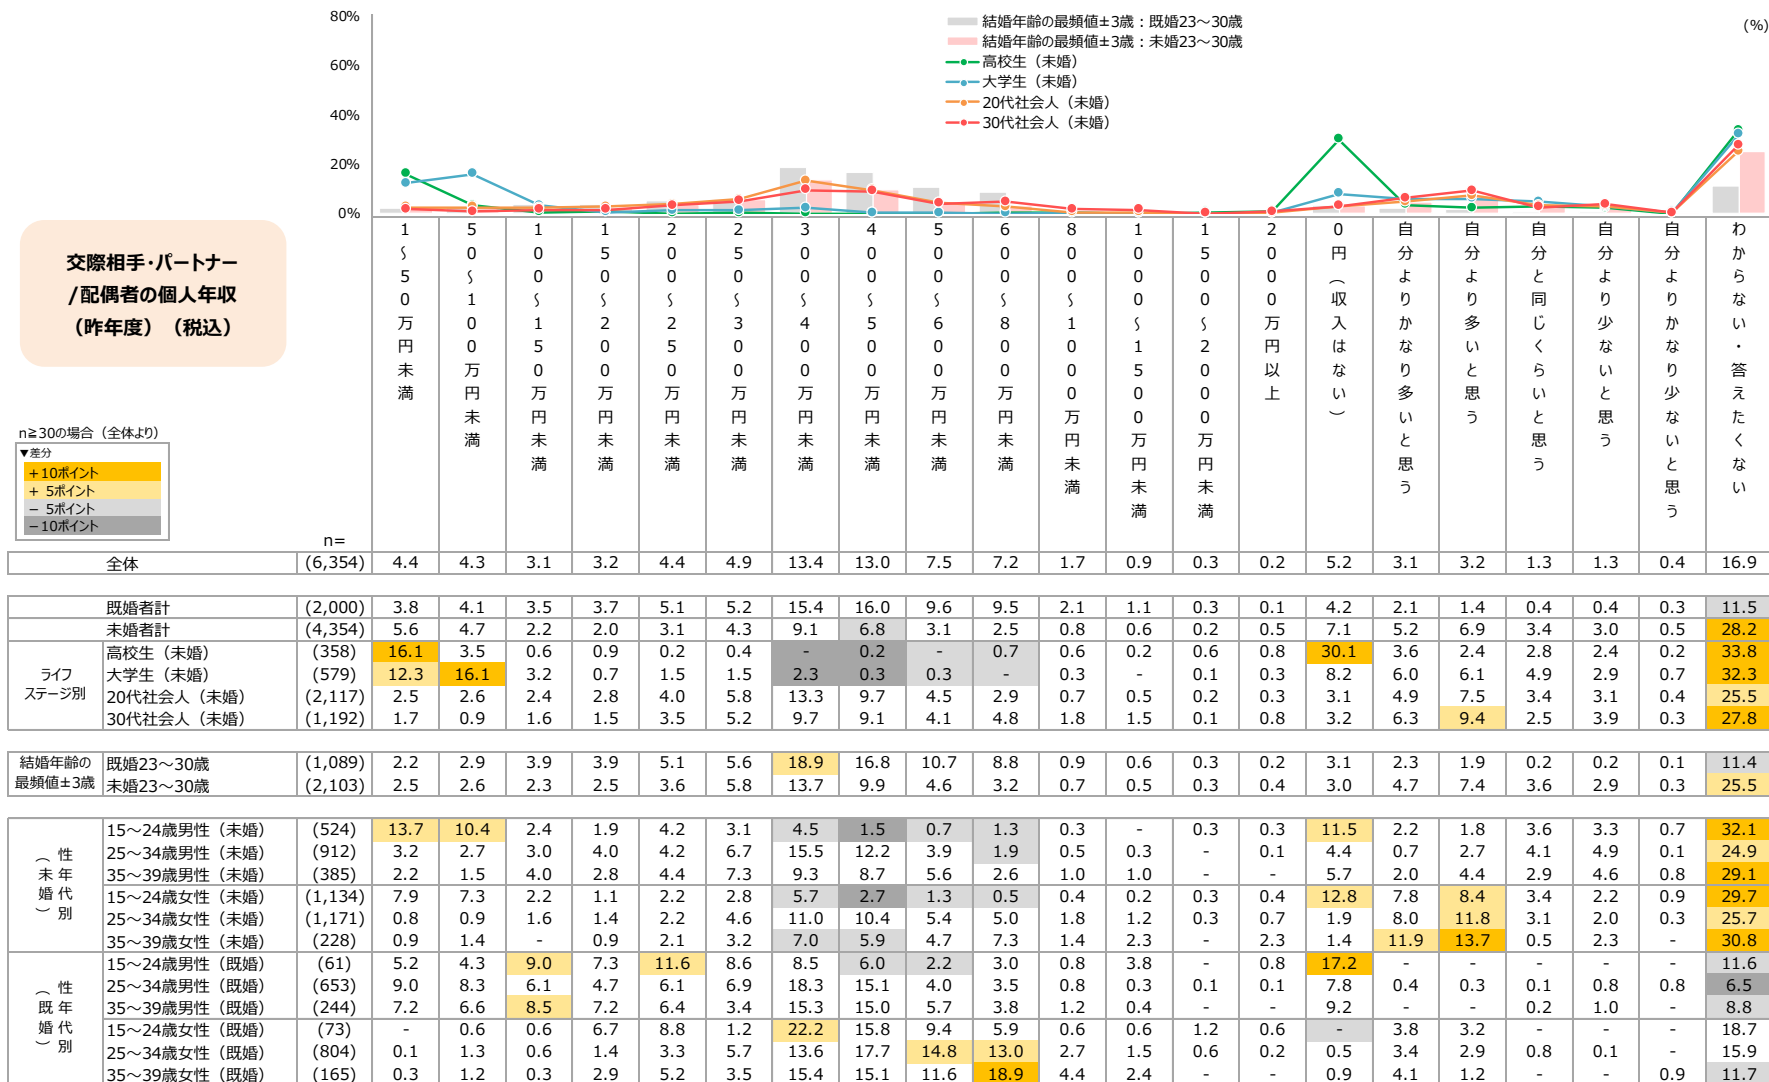 80%
60%
40%
20%
0%
結婚年齢の最頻値±3歳：既婚23～30歳
結婚年齢の最頻値±3歳：未婚23～30歳
高校生（未婚）
大学生（未婚）
20代社会人（未婚）
30代社会人（未婚）
(%)
交際相手・パートナー
/配偶者の個人年収
（昨年度）（税込）
1～50万円未満
50～100万円未満
100～150万円未満
150～200万円未満
200～250万円未満
250～300万円未満
300～400万円未満
400～500万円未満
500～600万円未満
600～800万円未満
800～1000万円未満
1000～1500万円未満
1500～2000万円未満
2000万円以上
0円（収入はない）
自分よりかなり多いと思う
自分より多いと思う
自分と同じくらいと思う
自分より少ないと思う
自分よりかなり少ないと思う
わからない・答えたくない
n≧30の場合（全体より）
▼差分
＋10ポイント
＋ 5ポイント
－ 5ポイント
－10ポイント
n=
全体 (6,354) 4.4 4.3 3.1 3.2 4.4 4.9 13.4 13.0 7.5 7.2 1.7 0.9 0.3 0.2 5.2 3.1 3.2 1.3 1.3 0.4 16.9
既婚者計 (2,000) 3.8 4.1 3.5 3.7 5.1 5.2 15.4 16.0 9.6 9.5 2.1 1.1 0.3 0.1 4.2 2.1 1.4 0.4 0.4 0.3 11.5
未婚者計 (4,354) 5.6 4.7 2.2 2.0 3.1 4.3 9.1 6.8 3.1 2.5 0.8 0.6 0.2 0.5 7.1 5.2 6.9 3.4 3.0 0.5 28.2
ライフ
ステージ別
高校生（未婚） (358) 16.1 3.5 0.6 0.9 0.2 0.4 - 0.2 - 0.7 0.6 0.2 0.6 0.8 30.1 3.6 2.4 2.8 2.4 0.2 33.8
大学生（未婚） (579) 12.3 16.1 3.2 0.7 1.5 1.5 2.3 0.3 0.3 - 0.3 - 0.1 0.3 8.2 6.0 6.1 4.9 2.9 0.7 32.3
20代社会人（未婚） (2,117) 2.5 2.6 2.4 2.8 4.0 5.8 13.3 9.7 4.5 2.9 0.7 0.5 0.2 0.3 3.1 4.9 7.5 3.4 3.1 0.4 25.5
30代社会人（未婚） (1,192) 1.7 0.9 1.6 1.5 3.5 5.2 9.7 9.1 4.1 4.8 1.8 1.5 0.1 0.8 3.2 6.3 9.4 2.5 3.9 0.3 27.8
結婚年齢の
最頻値±3歳
既婚23～30歳 (1,089) 2.2 2.9 3.9 3.9 5.1 5.6 18.9 16.8 10.7 8.8 0.9 0.6 0.3 0.2 3.1 2.3 1.9 0.2 0.2 0.1 11.4
未婚23～30歳 (2,103) 2.5 2.6 2.3 2.5 3.6 5.8 13.7 9.9 4.6 3.2 0.7 0.5 0.3 0.4 3.0 4.7 7.4 3.6 2.9 0.3 25.5
性年代別
（未婚）
15～24歳男性（未婚） (524) 13.7 10.4 2.4 1.9 4.2 3.1 4.5 1.5 0.7 1.3 0.3 - 0.3 0.3 11.5 2.2 1.8 3.6 3.3 0.7 32.1
25～34歳男性（未婚） (912) 3.2 2.7 3.0 4.0 4.2 6.7 15.5 12.2 3.9 1.9 0.5 0.3 - 0.1 4.4 0.7 2.7 4.1 4.9 0.1 24.9
35～39歳男性（未婚） (385) 2.2 1.5 4.0 2.8 4.4 7.3 9.3 8.7 5.6 2.6 1.0 1.0 - - 5.7 2.0 4.4 2.9 4.6 0.8 29.1
15～24歳女性（未婚） (1,134) 7.9 7.3 2.2 1.1 2.2 2.8 5.7 2.7 1.3 0.5 0.4 0.2 0.3 0.4 12.8 7.8 8.4 3.4 2.2 0.9 29.7
25～34歳女性（未婚） (1,171) 0.8 0.9 1.6 1.4 2.2 4.6 11.0 10.4 5.4 5.0 1.8 1.2 0.3 0.7 1.9 8.0 11.8 3.1 2.0 0.3 25.7
35～39歳女性（未婚） (228) 0.9 1.4 - 0.9 2.1 3.2 7.0 5.9 4.7 7.3 1.4 2.3 - 2.3 1.4 11.9 13.7 0.5 2.3 - 30.8
性年代別
（既婚）
15～24歳男性（既婚） (61) 5.2 4.3 9.0 7.3 11.6 8.6 8.5 6.0 2.2 3.0 0.8 3.8 - 0.8 17.2 - - - - - 11.6
25～34歳男性（既婚） (653) 9.0 8.3 6.1 4.7 6.1 6.9 18.3 15.1 4.0 3.5 0.8 0.3 0.1 0.1 7.8 0.4 0.3 0.1 0.8 0.8 6.5
35～39歳男性（既婚） (244) 7.2 6.6 8.5 7.2 6.4 3.4 15.3 15.0 5.7 3.8 1.2 0.4 - - 9.2 - - 0.2 1.0 - 8.8
15～24歳女性（既婚） (73) - 0.6 0.6 6.7 8.8 1.2 22.2 15.8 9.4 5.9 0.6 0.6 1.2 0.6 - 3.8 3.2 - - - 18.7
25～34歳女性（既婚） (804) 0.1 1.3 0.6 1.4 3.3 5.7 13.6 17.7 14.8 13.0 2.7 1.5 0.6 0.2 0.5 3.4 2.9 0.8 0.1 - 15.9
35～39歳女性（既婚） (165) 0.3 1.2 0.3 2.9 5.2 3.5 15.4 15.1 11.6 18.9 4.4 2.4 - - 0.9 4.1 1.2 - - 0.9 11.7